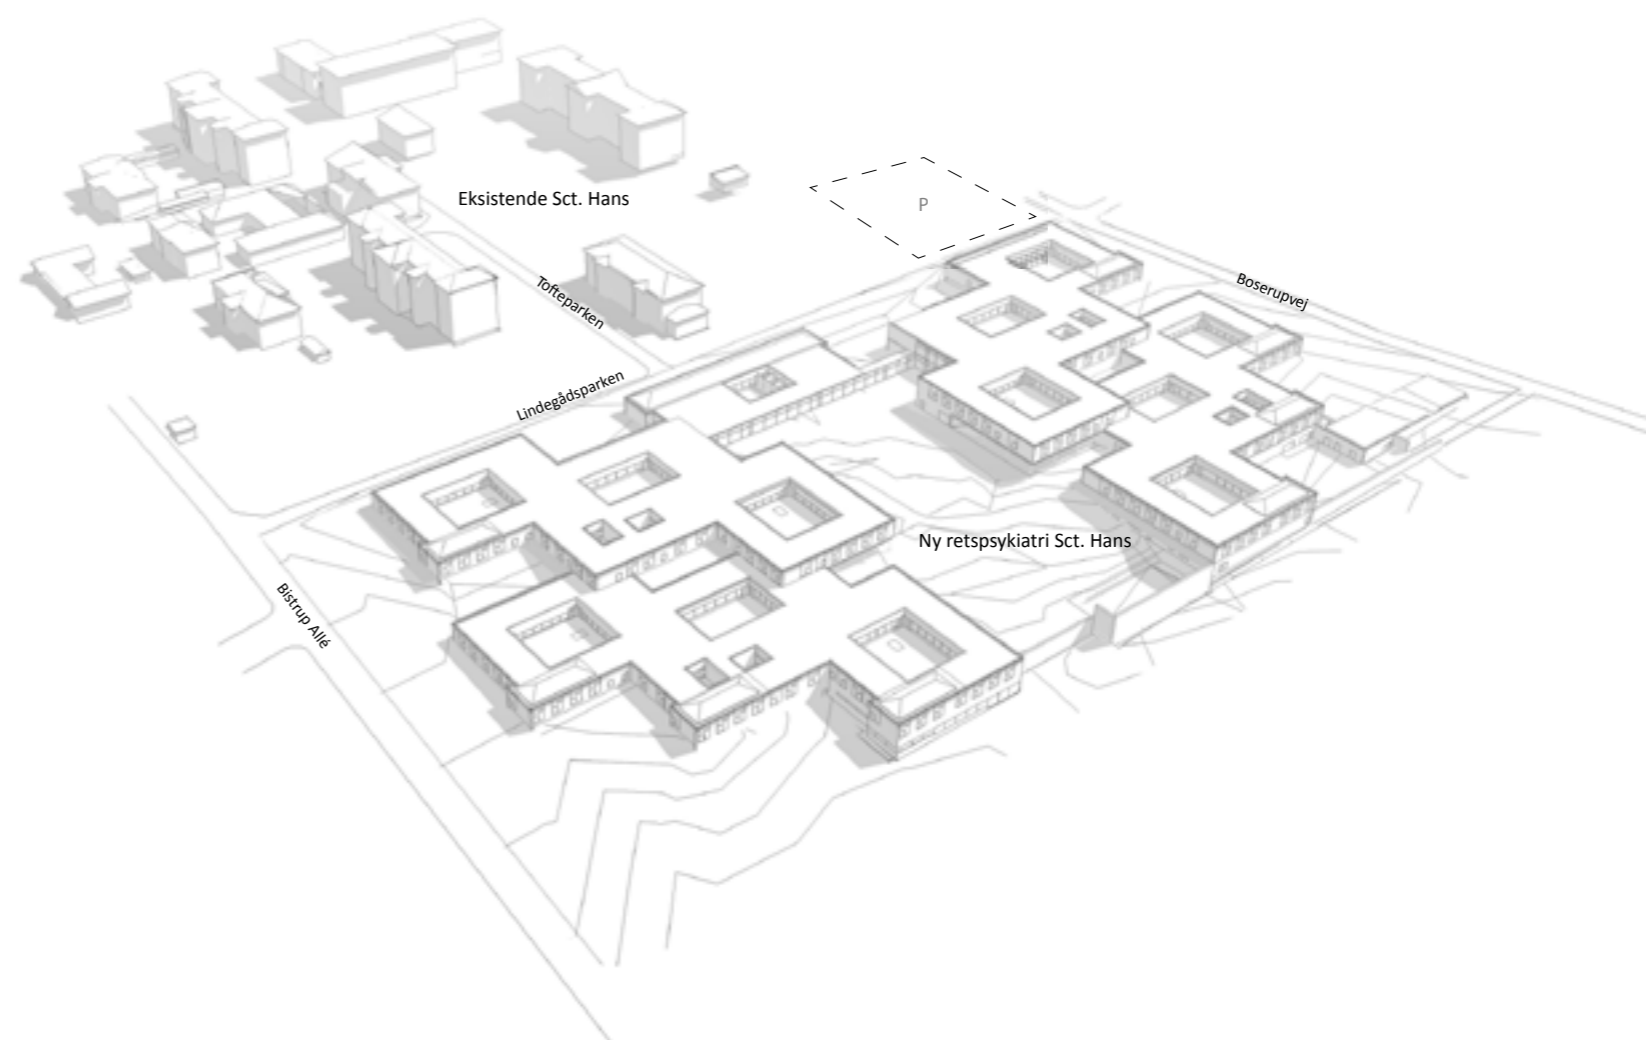 Eksistende Sct. Hans
P
Boserupvej
Tofteparken
Lindegådsparken
Ny retspsykiatri Sct. Hans
Bistrup Allé